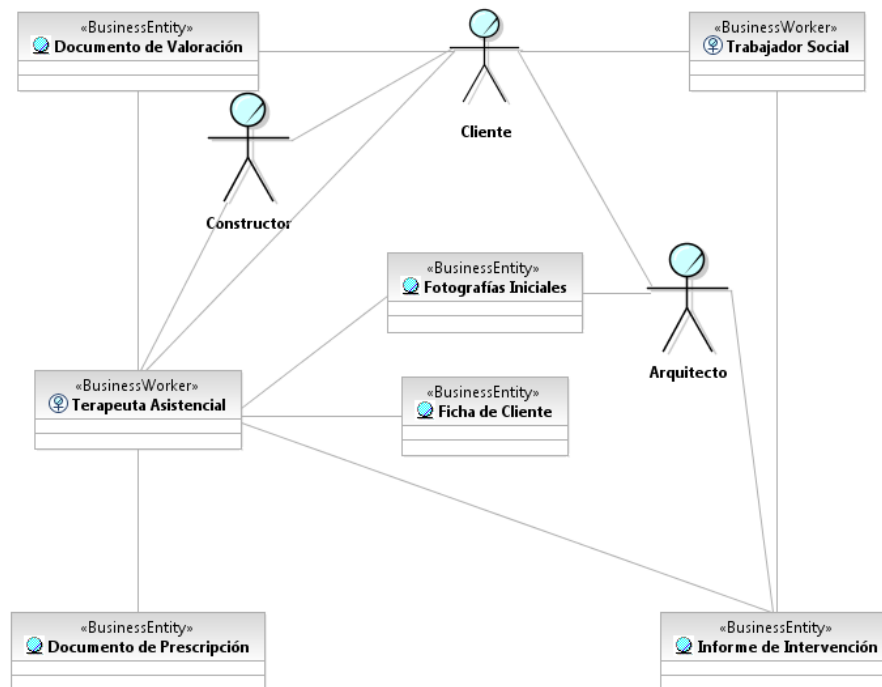 «BusinessEntity»
Documento de Valoración
Cliente
«BusinessWorker»
Trabajador Social
Constructor
«BusinessEntity»
Fotografías Iniciales
Arquitecto
«BusinessWorker»
Terapeuta Asistencial
«BusinessEntity»
Ficha de Cliente
«BusinessEntity»
Documento de Prescripción
«BusinessEntity»
Informe de Intervención